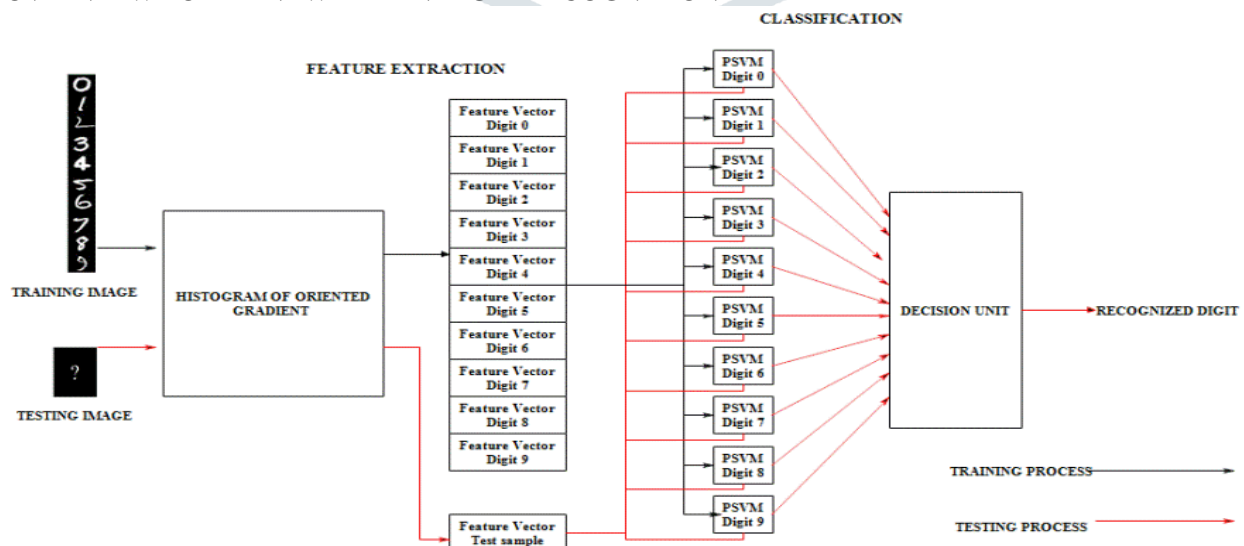 CLASSIFICATION
FEATURE EXTRACTION
0
1
2
3
4
5
6
7
8
9
TRAINING IMAGE
?
TESTING IMAGE
HISTOGRAM OF ORIENTED
GRADIENT
Feature Vector
Digit 0
Feature Vector
Digit 1
Feature Vector
Digit 2
Feature Vector
Digit 3
Feature Vector
Digit 4
Feature Vector
Digit 5
Feature Vector
Digit 6
Feature Vector
Digit 7
Feature Vector
Digit 8
Feature Vector
Digit 9
Feature Vector
Test sample
PSVM
Digit 0
PSVM
Digit 1
PSVM
Digit 2
PSVM
Digit 3
PSVM
Digit 4
PSVM
Digit 5
PSVM
Digit 6
PSVM
Digit 7
PSVM
Digit 8
PSVM
Digit 9
DECISION UNIT
RECOGNIZED DIGIT
TRAINING PROCESS
TESTING PROCESS